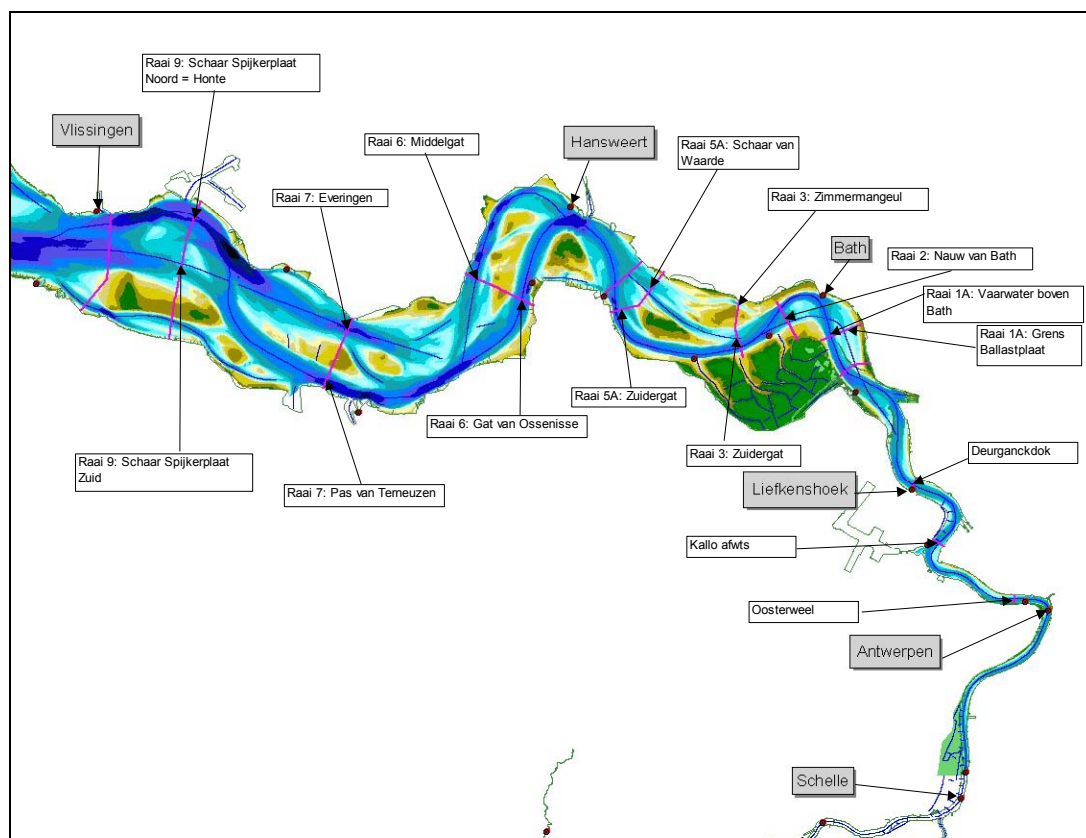 Raai 9: Schaar Spijkerplaat
Noord = Honte
Vlissingen
Hansweert
Raai 6: Middelgat
Raai 5A: Schaar van
Waarde
Raai 7: Everingen
Raai 3: Zimmermangeul
Bath
Raai 2: Nauw van Bath
Raai 1A: Vaarwater boven
Bath
Raai 1A: Grens
Ballastplaat
Raai 5A: Zuidergat
Raai 6: Gat van Ossenisse
Raai 3: Zuidergat
Deurganckdok
Raai 9: Schaar Spijkerplaat
Zuid
Raai 7: Pas van Terneuzen
Liefkenshoek
Kallo afwts
Oosterweel
Antwerpen
Schelle